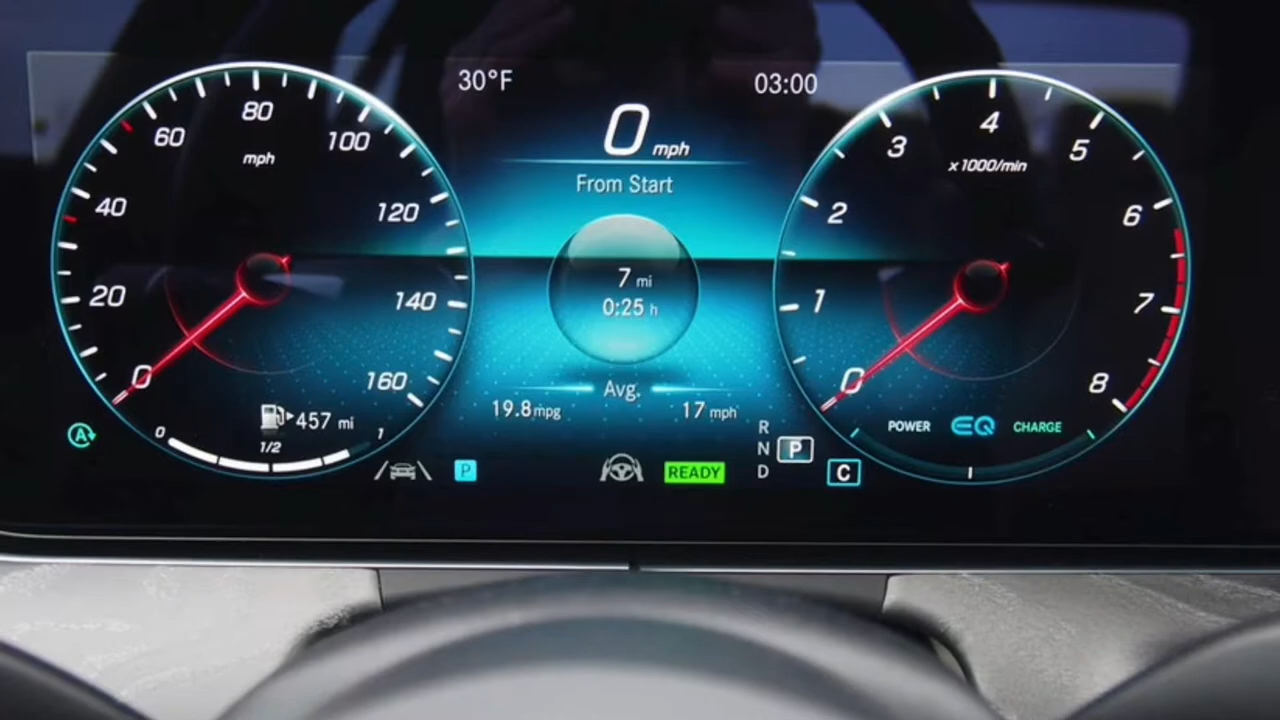 30°F
03:00
0 mph
From Start
7 mi
0:25 h
Avg.
19.8 mpg
17 mph
0
20
40
60
80
100
120
140
160
mph
457 mi
0
1/2
1
A
P
READY
R
N
D
P
C
0
1
2
3
4
5
6
7
8
x1000/min
POWER
EQ
CHARGE